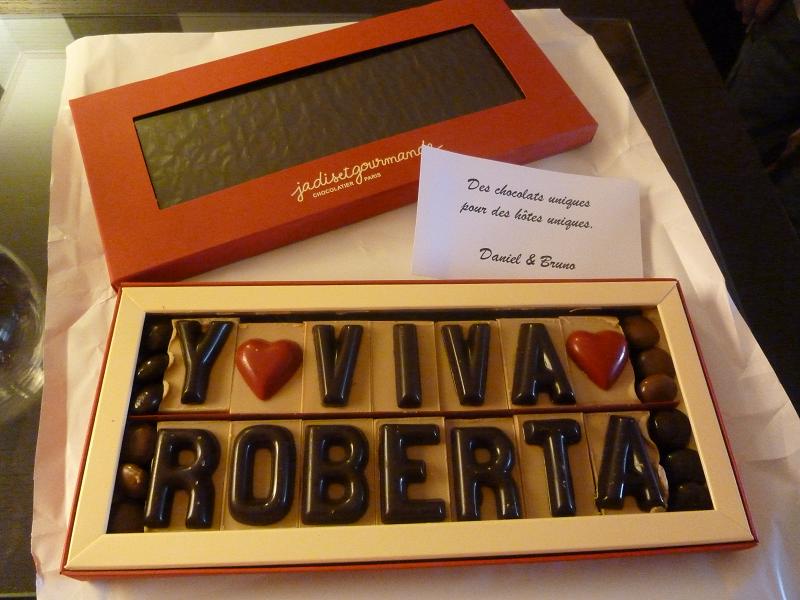 jadisetgourmande
CHOCOLATIER PARIS
Des chocolats uniques
pour des hôtes uniques.
Daniel & Bruno
Y ♥ VIVA ♥
ROBERTA